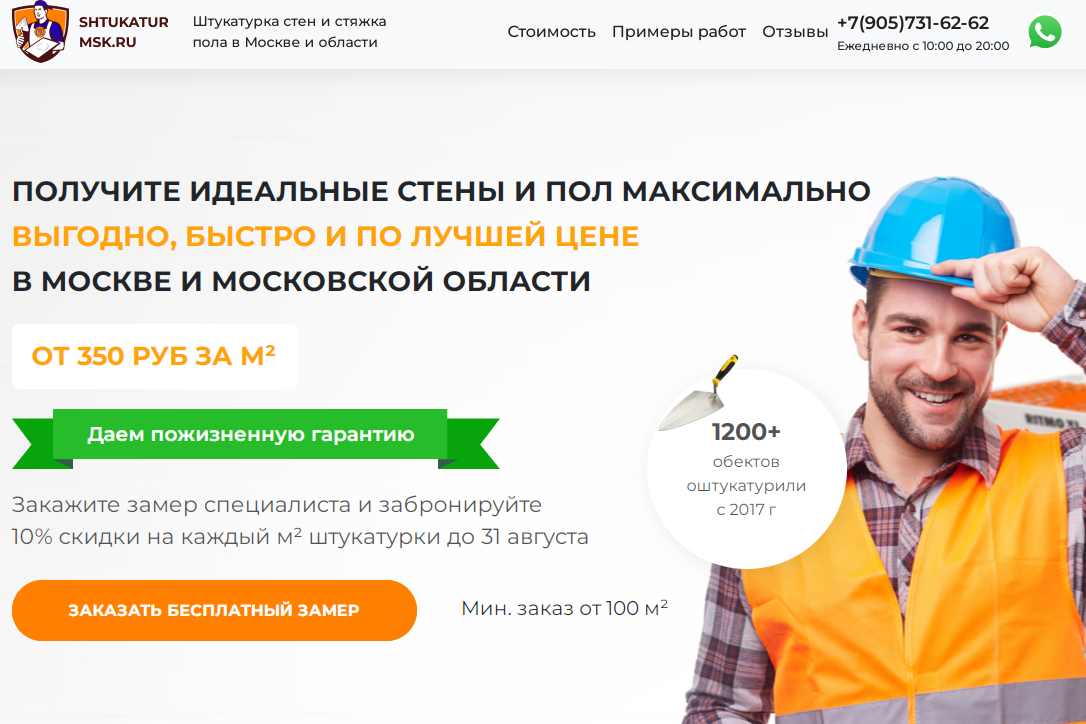 SHTUKATUR
MSK.RU
Штукатурка стен и стяжка
пола в Москве и области
Стоимость
Примеры работ
Отзывы
+7(905)731-62-62
Ежедневно с 10:00 до 20:00
ПОЛУЧИТЕ ИДЕАЛЬНЫЕ СТЕНЫ И ПОЛ МАКСИМАЛЬНО
ВЫГОДНО, БЫСТРО И ПО ЛУЧШЕЙ ЦЕНЕ
В МОСКВЕ И МОСКОВСКОЙ ОБЛАСТИ
ОТ 350 РУБ ЗА М²
Даем пожизненную гарантию
1200+
обектов
оштукатурили
с 2017 г
Закажите замер специалиста и забронируйте
10% скидки на каждый м² штукатурки до 31 августа
ЗАКАЗАТЬ БЕСПЛАТНЫЙ ЗАМЕР
Мин. заказ от 100 м²